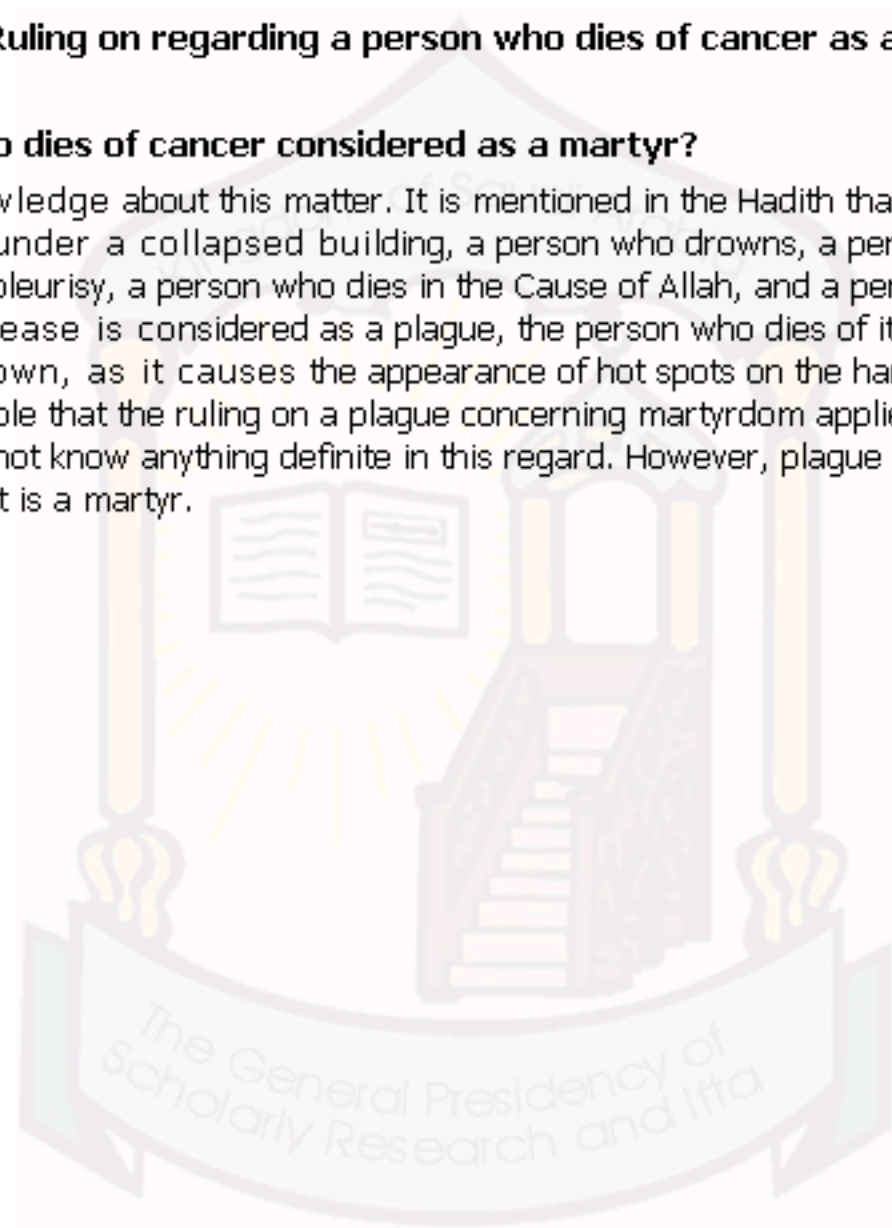 Ruling on regarding a person who dies of cancer as a
o dies of cancer considered as a martyr?
wledge about this matter. It is mentioned in the Hadith tha
under a collapsed building, a person who drowns, a per
pleurisy, a person who dies in the Cause of Allah, and a per
ease is considered as a plague, the person who dies of it
own, as it causes the appearance of hot spots on the ha
ble that the ruling on a plague concerning martyrdom applie
not know anything definite in this regard. However, plague
t is a martyr.
Kingdom of Saudi Arabia
The General Presidency of
Scholarly Research and Ifta